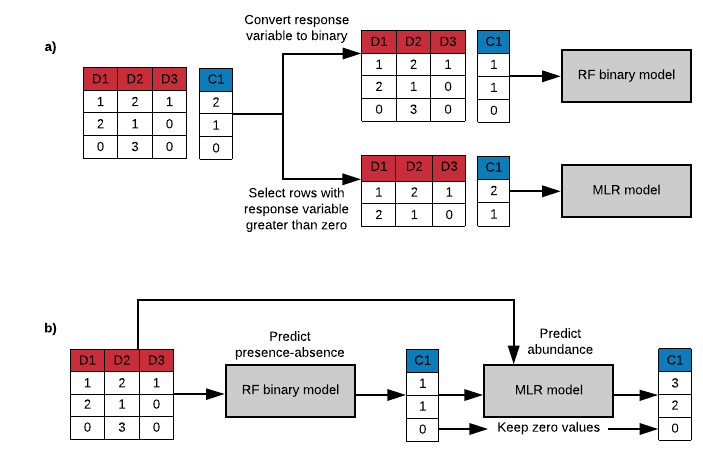 Convert response
variable to binary
a)
D1 D2 D3 C1
1 2 1 2
2 1 0 1
0 3 0 0
D1 D2 D3 C1
1 2 1 1
2 1 0 1
0 3 0 0
RF binary model
D1 D2 D3 C1
1 2 1 2
2 1 0 1
MLR model
Select rows with
response variable
greater than zero
b)
D1 D2 D3
1 2 1
2 1 0
0 3 0
Predict
presence-absence
RF binary model
C1
1
1
0
Predict
abundance
MLR model
Keep zero values
C1
3
2
0